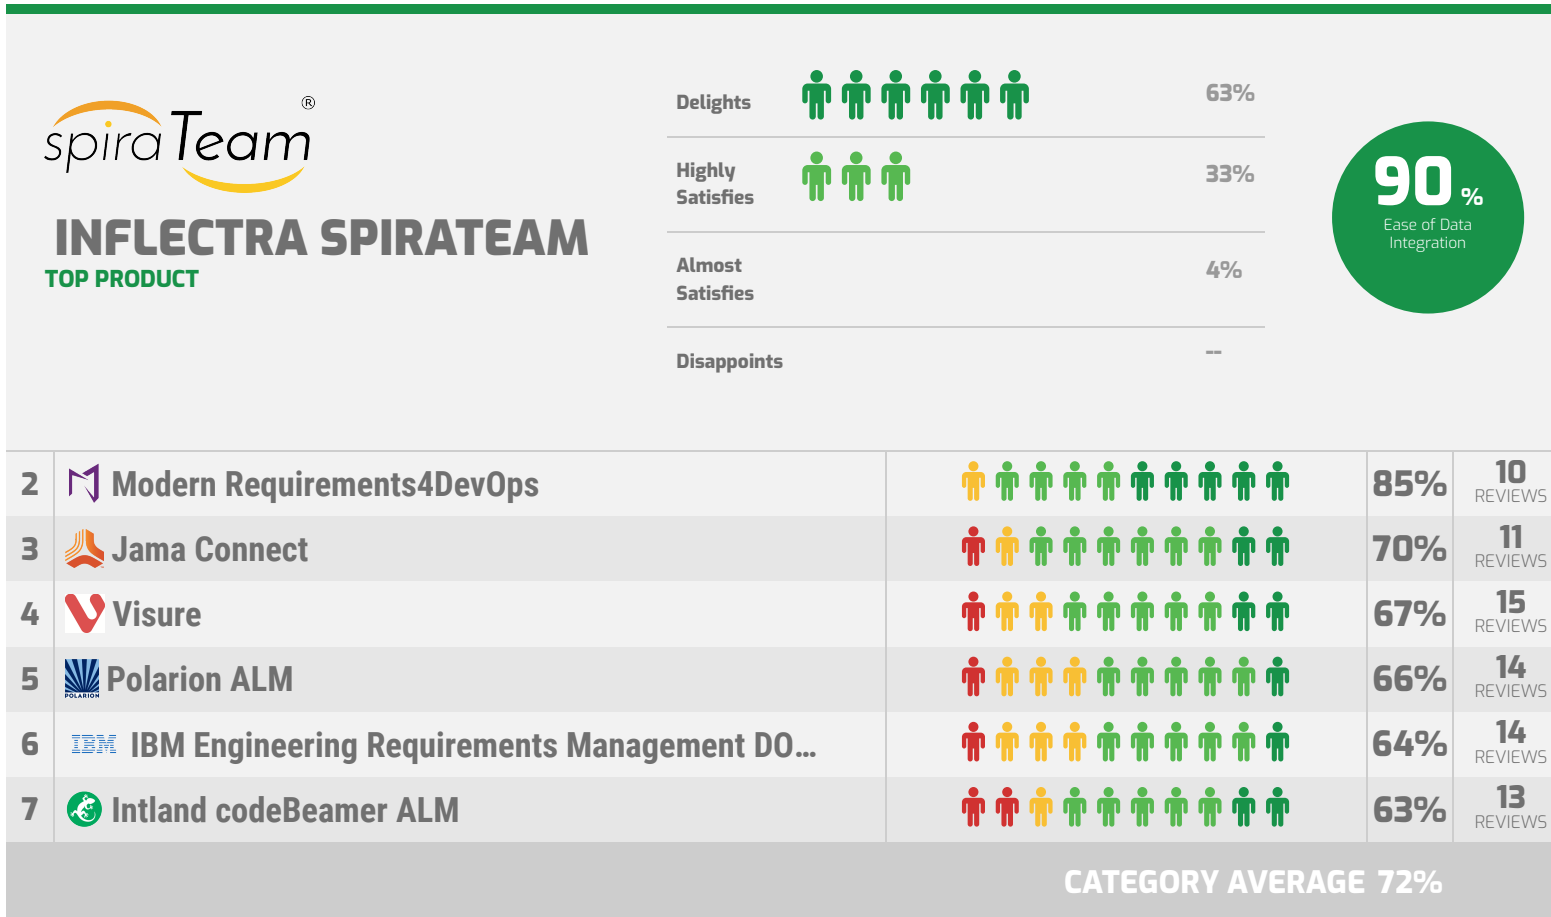 spiraTeam®
INFLECTRA SPIRATEAM
TOP PRODUCT
Delights 63%
Highly
Satisfies 33%
Almost
Satisfies 4%
Disappoints --
90 %
Ease of Data
Integration
2 Modern Requirements4DevOps 85% 10
REVIEWS
3 Jama Connect 70% 11
REVIEWS
4 Visure 67% 15
REVIEWS
5 POLARION Polarion ALM 66% 14
REVIEWS
6 IBM IBM Engineering Requirements Management DO... 64% 14
REVIEWS
7 Intland codeBeamer ALM 63% 13
REVIEWS
CATEGORY AVERAGE 72%